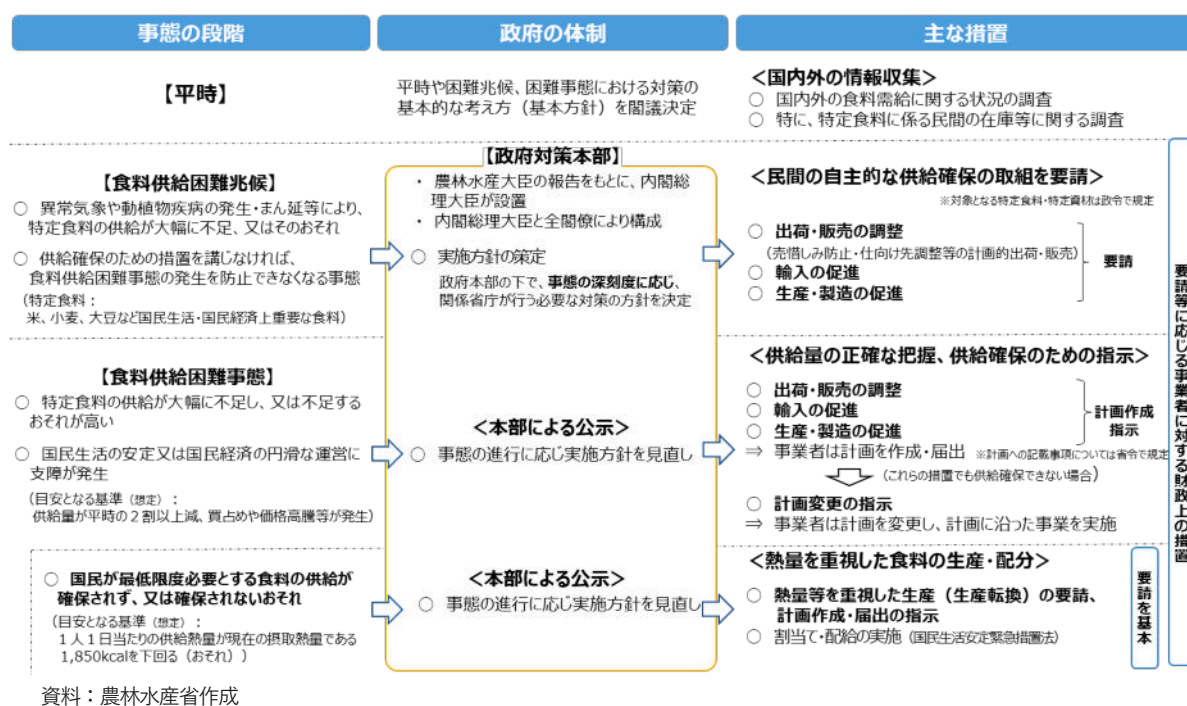 事態の段階
政府の体制
主な措置
【平時】
平時や困難兆候、困難事態における対策の
基本的な考え方（基本方針）を閣議決定
＜国内外の情報収集＞
○ 国内外の食料需給に関する状況の調査
○ 特に、特定食料に係る民間の在庫等に関する調査
【食料供給困難兆候】
○ 異常気象や動植物疾病の発生・まん延等により、
特定食料の供給が大幅に不足、又はそのおそれ
○ 供給確保のための措置を講じなければ、
食料供給困難事態の発生を防止できなくなる事態
（特定食料：
米、小麦、大豆など国民生活・国民経済上重要な食料）
【政府対策本部】
・ 農林水産大臣の報告をもとに、内閣総
理大臣が設置
・ 内閣総理大臣と全閣僚により構成
○ 実施方針の策定
政府本部の下で、事態の深刻度に応じ、
関係省庁が行う必要な対策の方針を決定
＜民間の自主的な供給確保の取組を要請＞
※対象となる特定食料・特定資材は政令で規定
○ 出荷・販売の調整
（売惜しみ防止・仕向け先調整等の計画的出荷・販売）
○ 輸入の促進
○ 生産・製造の促進
要請
【食料供給困難事態】
○ 特定食料の供給が大幅に不足し、又は不足する
おそれが高い
○ 国民生活の安定又は国民経済の円滑な運営に
支障が発生
（目安となる基準（想定）：
供給量が平時の２割以上減、買占めや価格高騰等が発生）
＜本部による公示＞
○ 事態の進行に応じ実施方針を見直し
＜供給量の正確な把握、供給確保のための指示＞
○ 出荷・販売の調整
○ 輸入の促進
○ 生産・製造の促進
計画作成
指示
⇒ 事業者は計画を作成・届出 ※計画への記載事項については省令で規定
（これらの措置でも供給確保できない場合）
○ 計画変更の指示
⇒ 事業者は計画を変更し、計画に沿った事業を実施
○ 国民が最低限度必要とする食料の供給が
確保されず、又は確保されないおそれ
（目安となる基準（想定）：
１人１日当たりの供給熱量が現在の摂取熱量である
1,850kcalを下回る（おそれ））
＜本部による公示＞
○ 事態の進行に応じ実施方針を見直し
＜熱量を重視した食料の生産・配分＞
○ 熱量等を重視した生産（生産転換）の要請、
計画作成・届出の指示
○ 割当て・配給の実施（国民生活安定緊急措置法）
要請を基本
要請等に応じる事業者に対する財政上の措置
資料：農林水産省作成